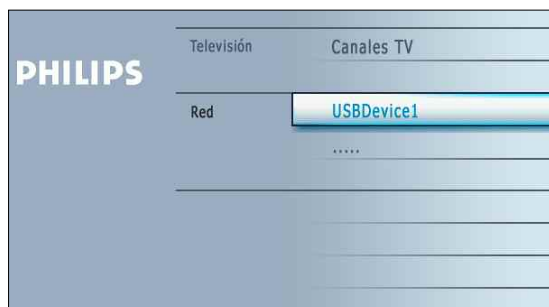 PHILIPS
Televisión Canales TV
Red USBDevice1
.....